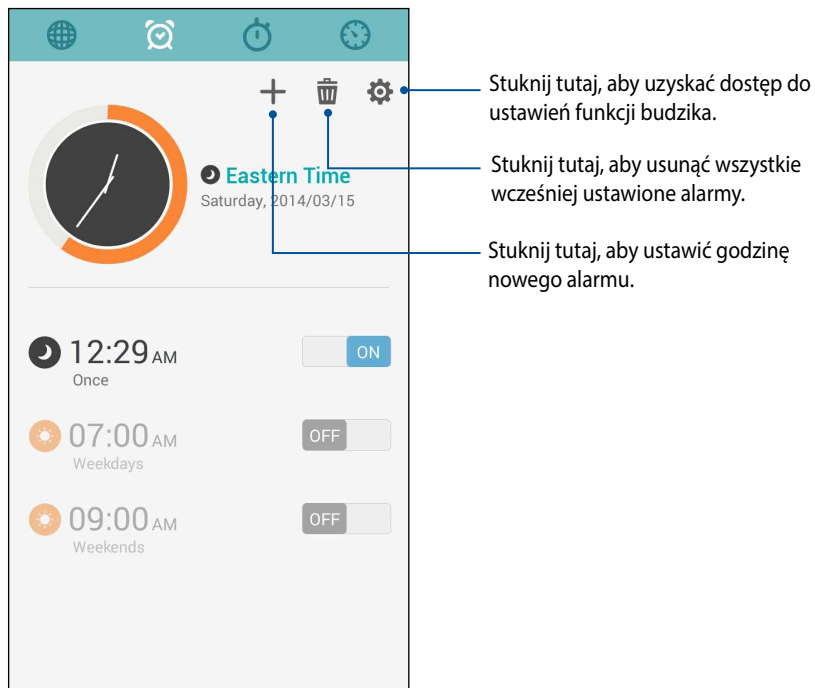 Stuknij tutaj, aby uzyskać dostęp do
ustawień funkcji budzika.
Stuknij tutaj, aby usunąć wszystkie
wcześniej ustawione alarmy.
Stuknij tutaj, aby ustawić godzinę
nowego alarmu.
Eastern Time
Saturday, 2014/03/15
12:29 AM
ON
Once
07:00 AM
OFF
Weekdays
09:00 AM
OFF
Weekends